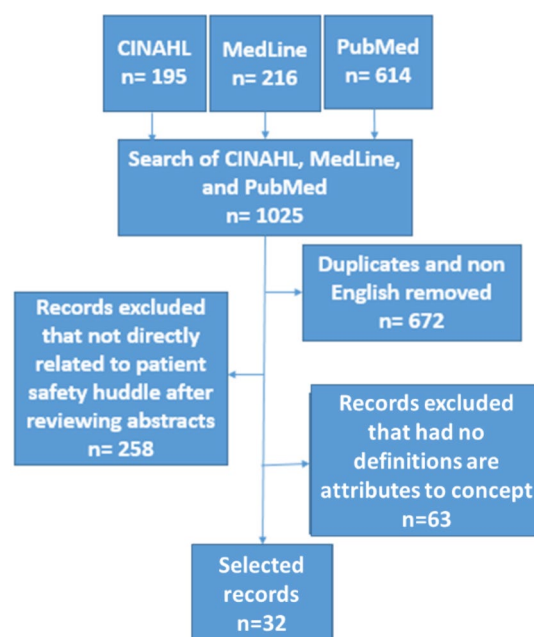 CINAHL
n= 195
MedLine
n= 216
PubMed
n= 614
Search of CINAHL, MedLine,
and PubMed
n= 1025
Duplicates and non
English removed
n= 672
Records excluded
that not directly
related to patient
safety huddle after
reviewing abstracts
n= 258
Records excluded
that had no
definitions are
attributes to concept
n=63
Selected
records
n=32